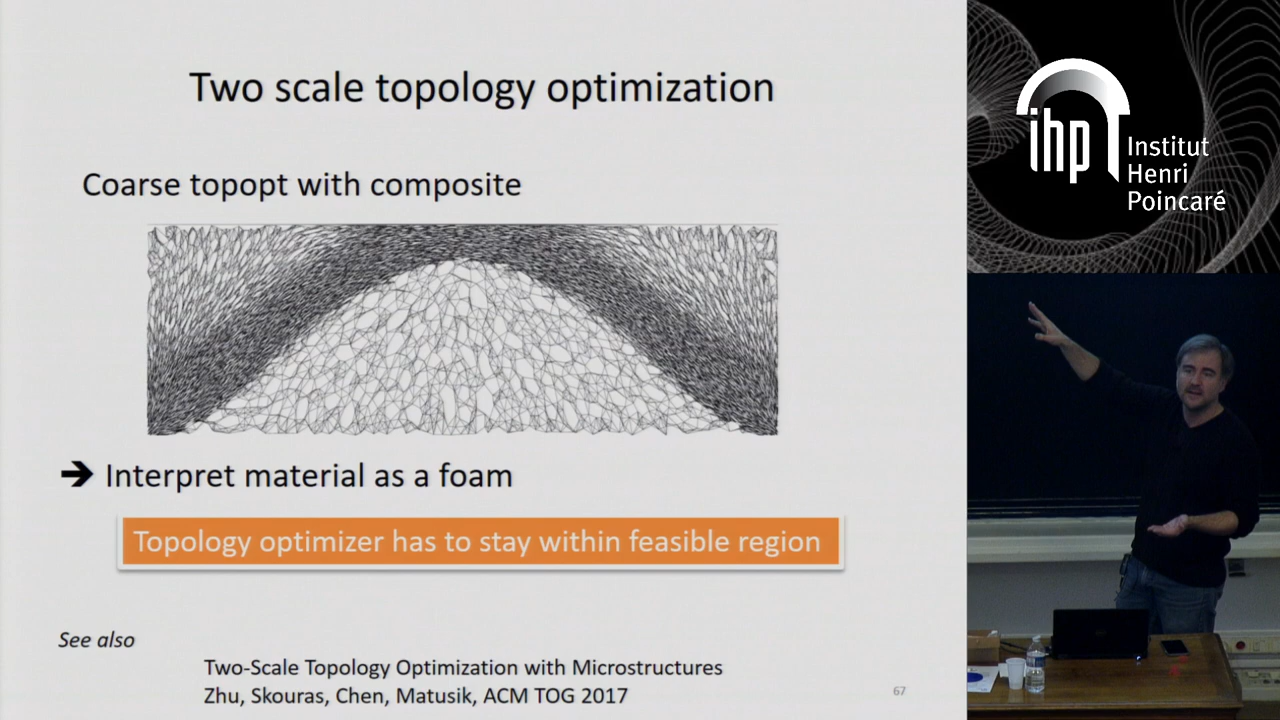 Two scale topology optimization
Coarse topopt with composite
➔ Interpret material as a foam
Topology optimizer has to stay within feasible region
See also
Two-Scale Topology Optimization with Microstructures
Zhu, Skouras, Chen, Matusik, ACM TOG 2017
67
ihp
Institut
Henri
Poincaré